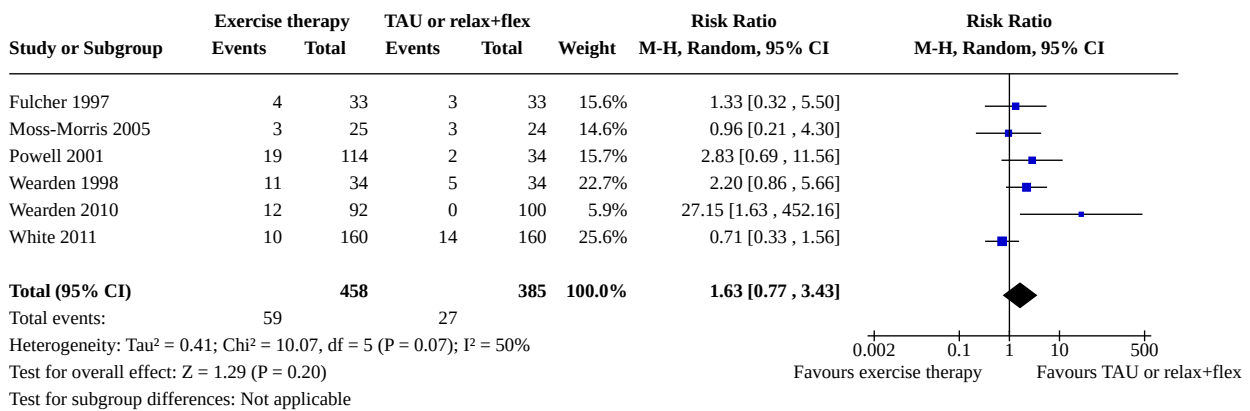 Exercise therapy TAU or relax+flex Risk Ratio Risk Ratio
Study or Subgroup Events Total Events Total Weight M-H, Random, 95% CI M-H, Random, 95% CI
Fulcher 1997 4 33 3 33 15.6% 1.33 [0.32 , 5.50]
Moss-Morris 2005 3 25 3 24 14.6% 0.96 [0.21 , 4.30]
Powell 2001 19 114 2 34 15.7% 2.83 [0.69 , 11.56]
Wearden 1998 11 34 5 34 22.7% 2.20 [0.86 , 5.66]
Wearden 2010 12 92 0 100 5.9% 27.15 [1.63 , 452.16]
White 2011 10 160 14 160 25.6% 0.71 [0.33 , 1.56]
Total (95% CI) 458 385 100.0% 1.63 [0.77 , 3.43]
Total events: 59 27
Heterogeneity: Tau² = 0.41; Chi² = 10.07, df = 5 (P = 0.07); I² = 50%
Test for overall effect: Z = 1.29 (P = 0.20)
Test for subgroup differences: Not applicable
0.002 0.1 1 10 500
Favours exercise therapy Favours TAU or relax+flex